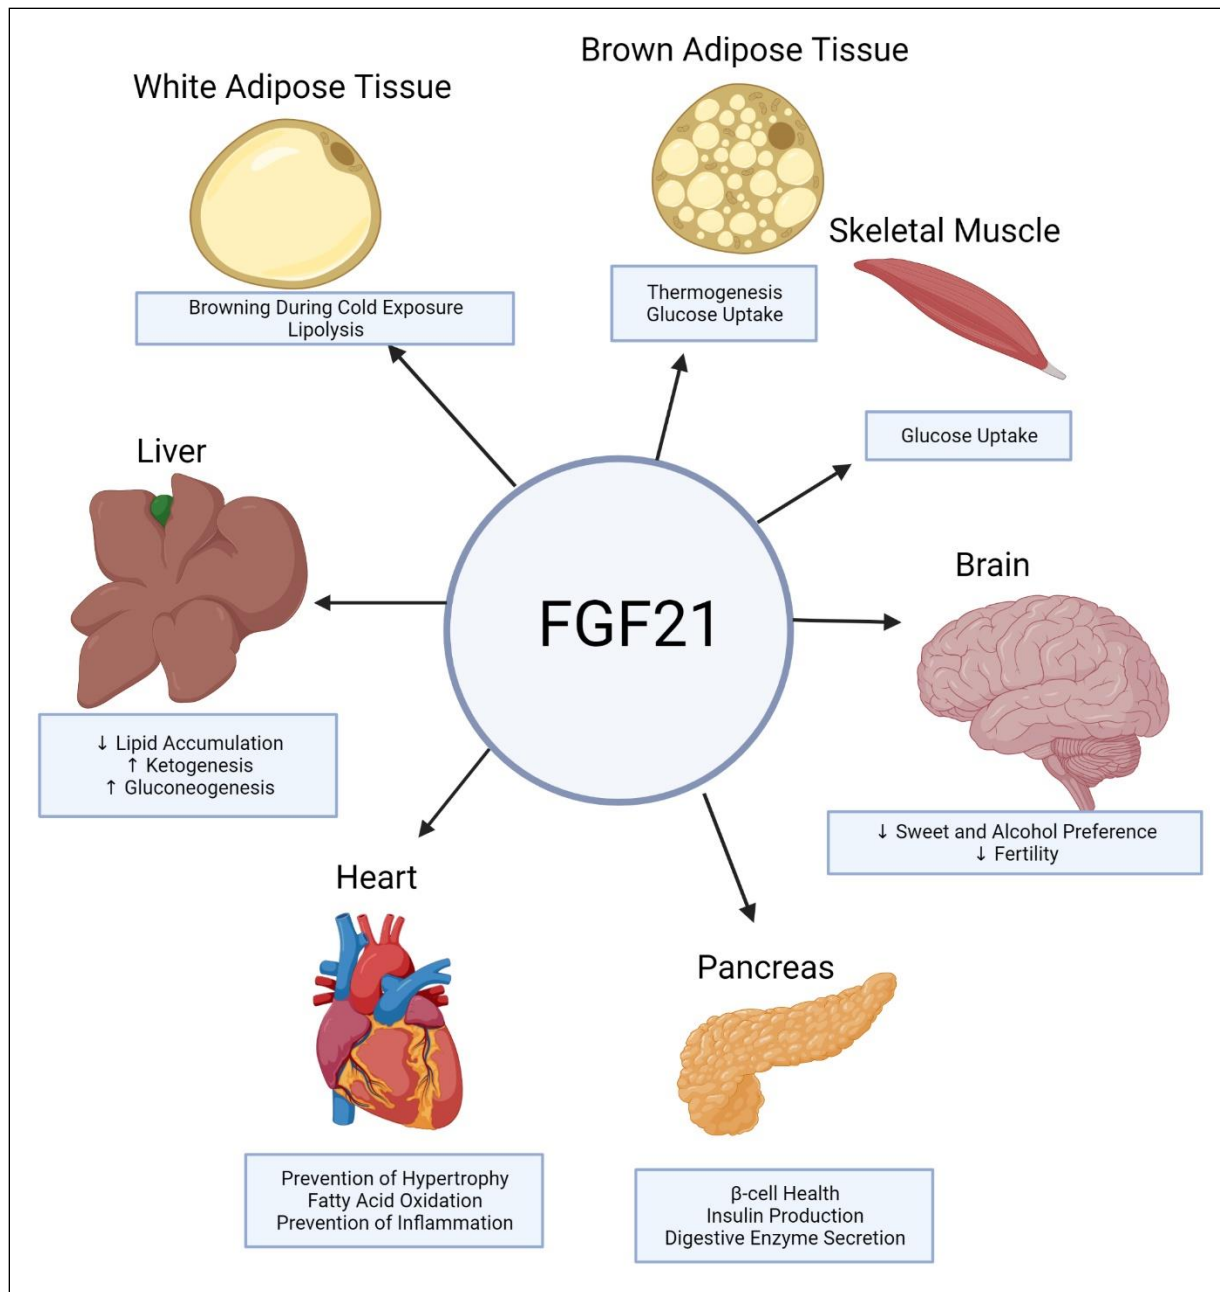 Brown Adipose Tissue
White Adipose Tissue
Skeletal Muscle
Thermogenesis
Glucose Uptake
Browning During Cold Exposure
Lipolysis
Glucose Uptake
Liver
Brain
FGF21
↓ Lipid Accumulation
↑ Ketogenesis
↑ Gluconeogenesis
↓ Sweet and Alcohol Preference
↓ Fertility
Heart
Pancreas
Prevention of Hypertrophy
Fatty Acid Oxidation
Prevention of Inflammation
β-cell Health
Insulin Production
Digestive Enzyme Secretion